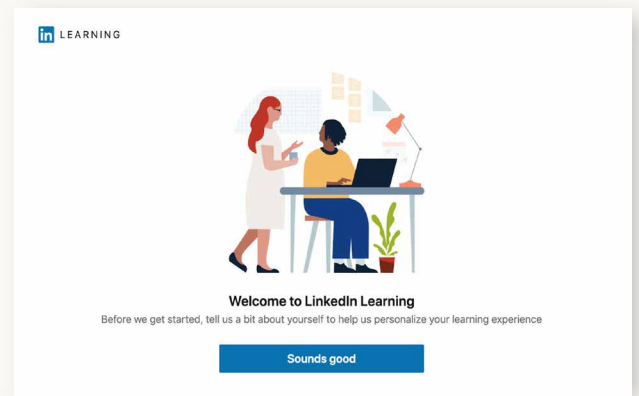 in LEARNING
Welcome to LinkedIn Learning
Before we get started, tell us a bit about yourself to help us personalize your learning experience
Sounds good